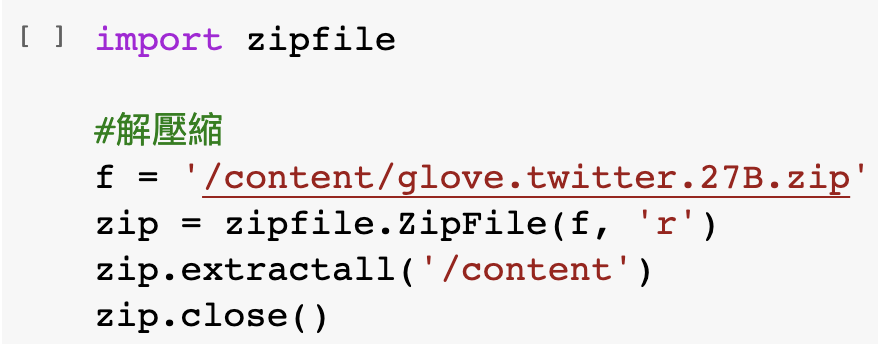 [ ] import zipfile
#解壓縮
f = '/content/glove.twitter.27B.zip'
zip = zipfile.ZipFile(f, 'r')
zip.extractall('/content')
zip.close()